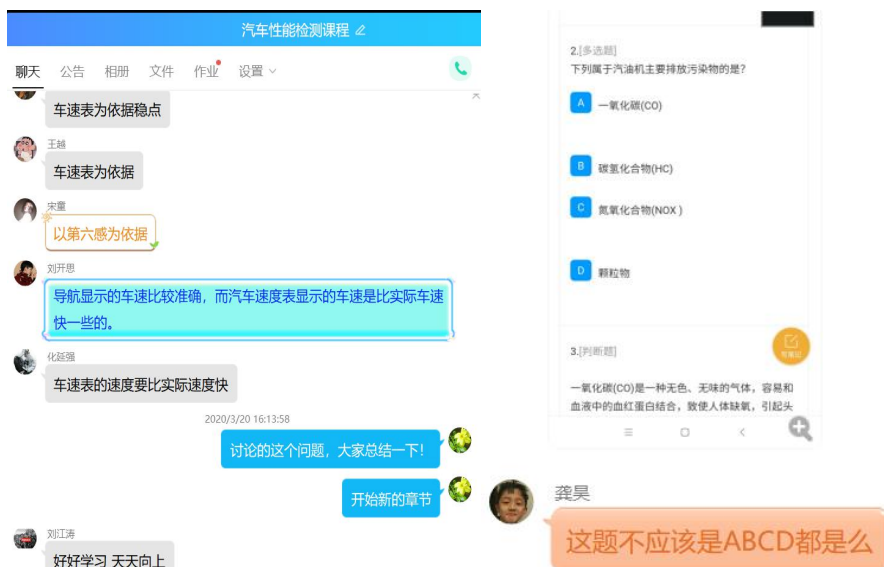 汽车性能检测课程
聊天 公告 相册 文件 作业 设置
车速表为依据稳点
王越
车速表为依据
宋童
以第六感为依据
刘开思
导航显示的车速比较准确，而汽车速度表显示的车速是比实际车速
快一些的。
化延强
车速表的速度要比实际速度快
2020/3/20 16:13:58
讨论的这个问题，大家总结一下！
开始新的章节
刘江涛
好好学习 天天向上
2.[多选题]
下列属于汽油机主要排放污染物的是?
A 一氧化碳(CO)
B 碳氢化合物(HC)
C 氮氧化合物(NOX )
D 颗粒物
3.[判断题]
写笔记
一氧化碳(CO)是一种无色、无味的气体，容易和
血液中的血红蛋白结合，致使人体缺氧，引起头
龚昊
这题不应该是ABCD都是么